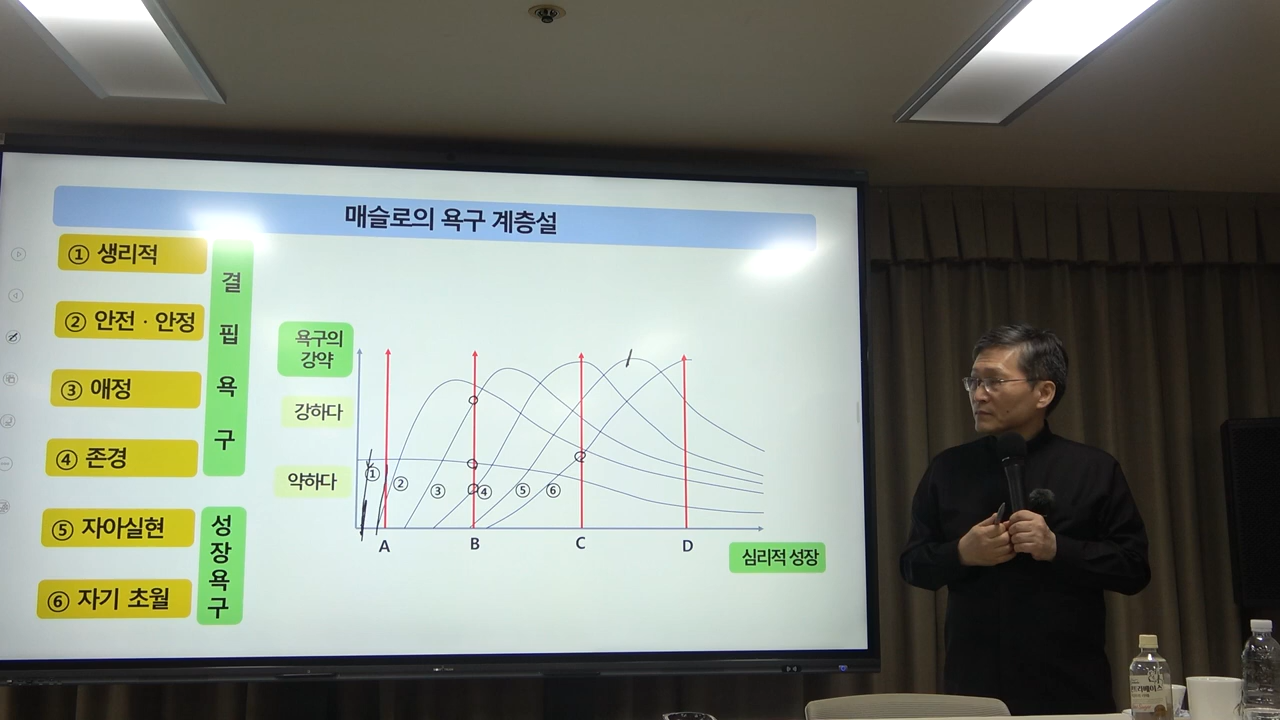 매슬로의 욕구 계층설
① 생리적
② 안전 · 안정
③ 애정
④ 존경
결핍욕구
⑤ 자아실현
⑥ 자기 초월
성장욕구
욕구의
강약
강하다
약하다
① ② ③ ④ ⑤ ⑥
A B C D
심리적 성장